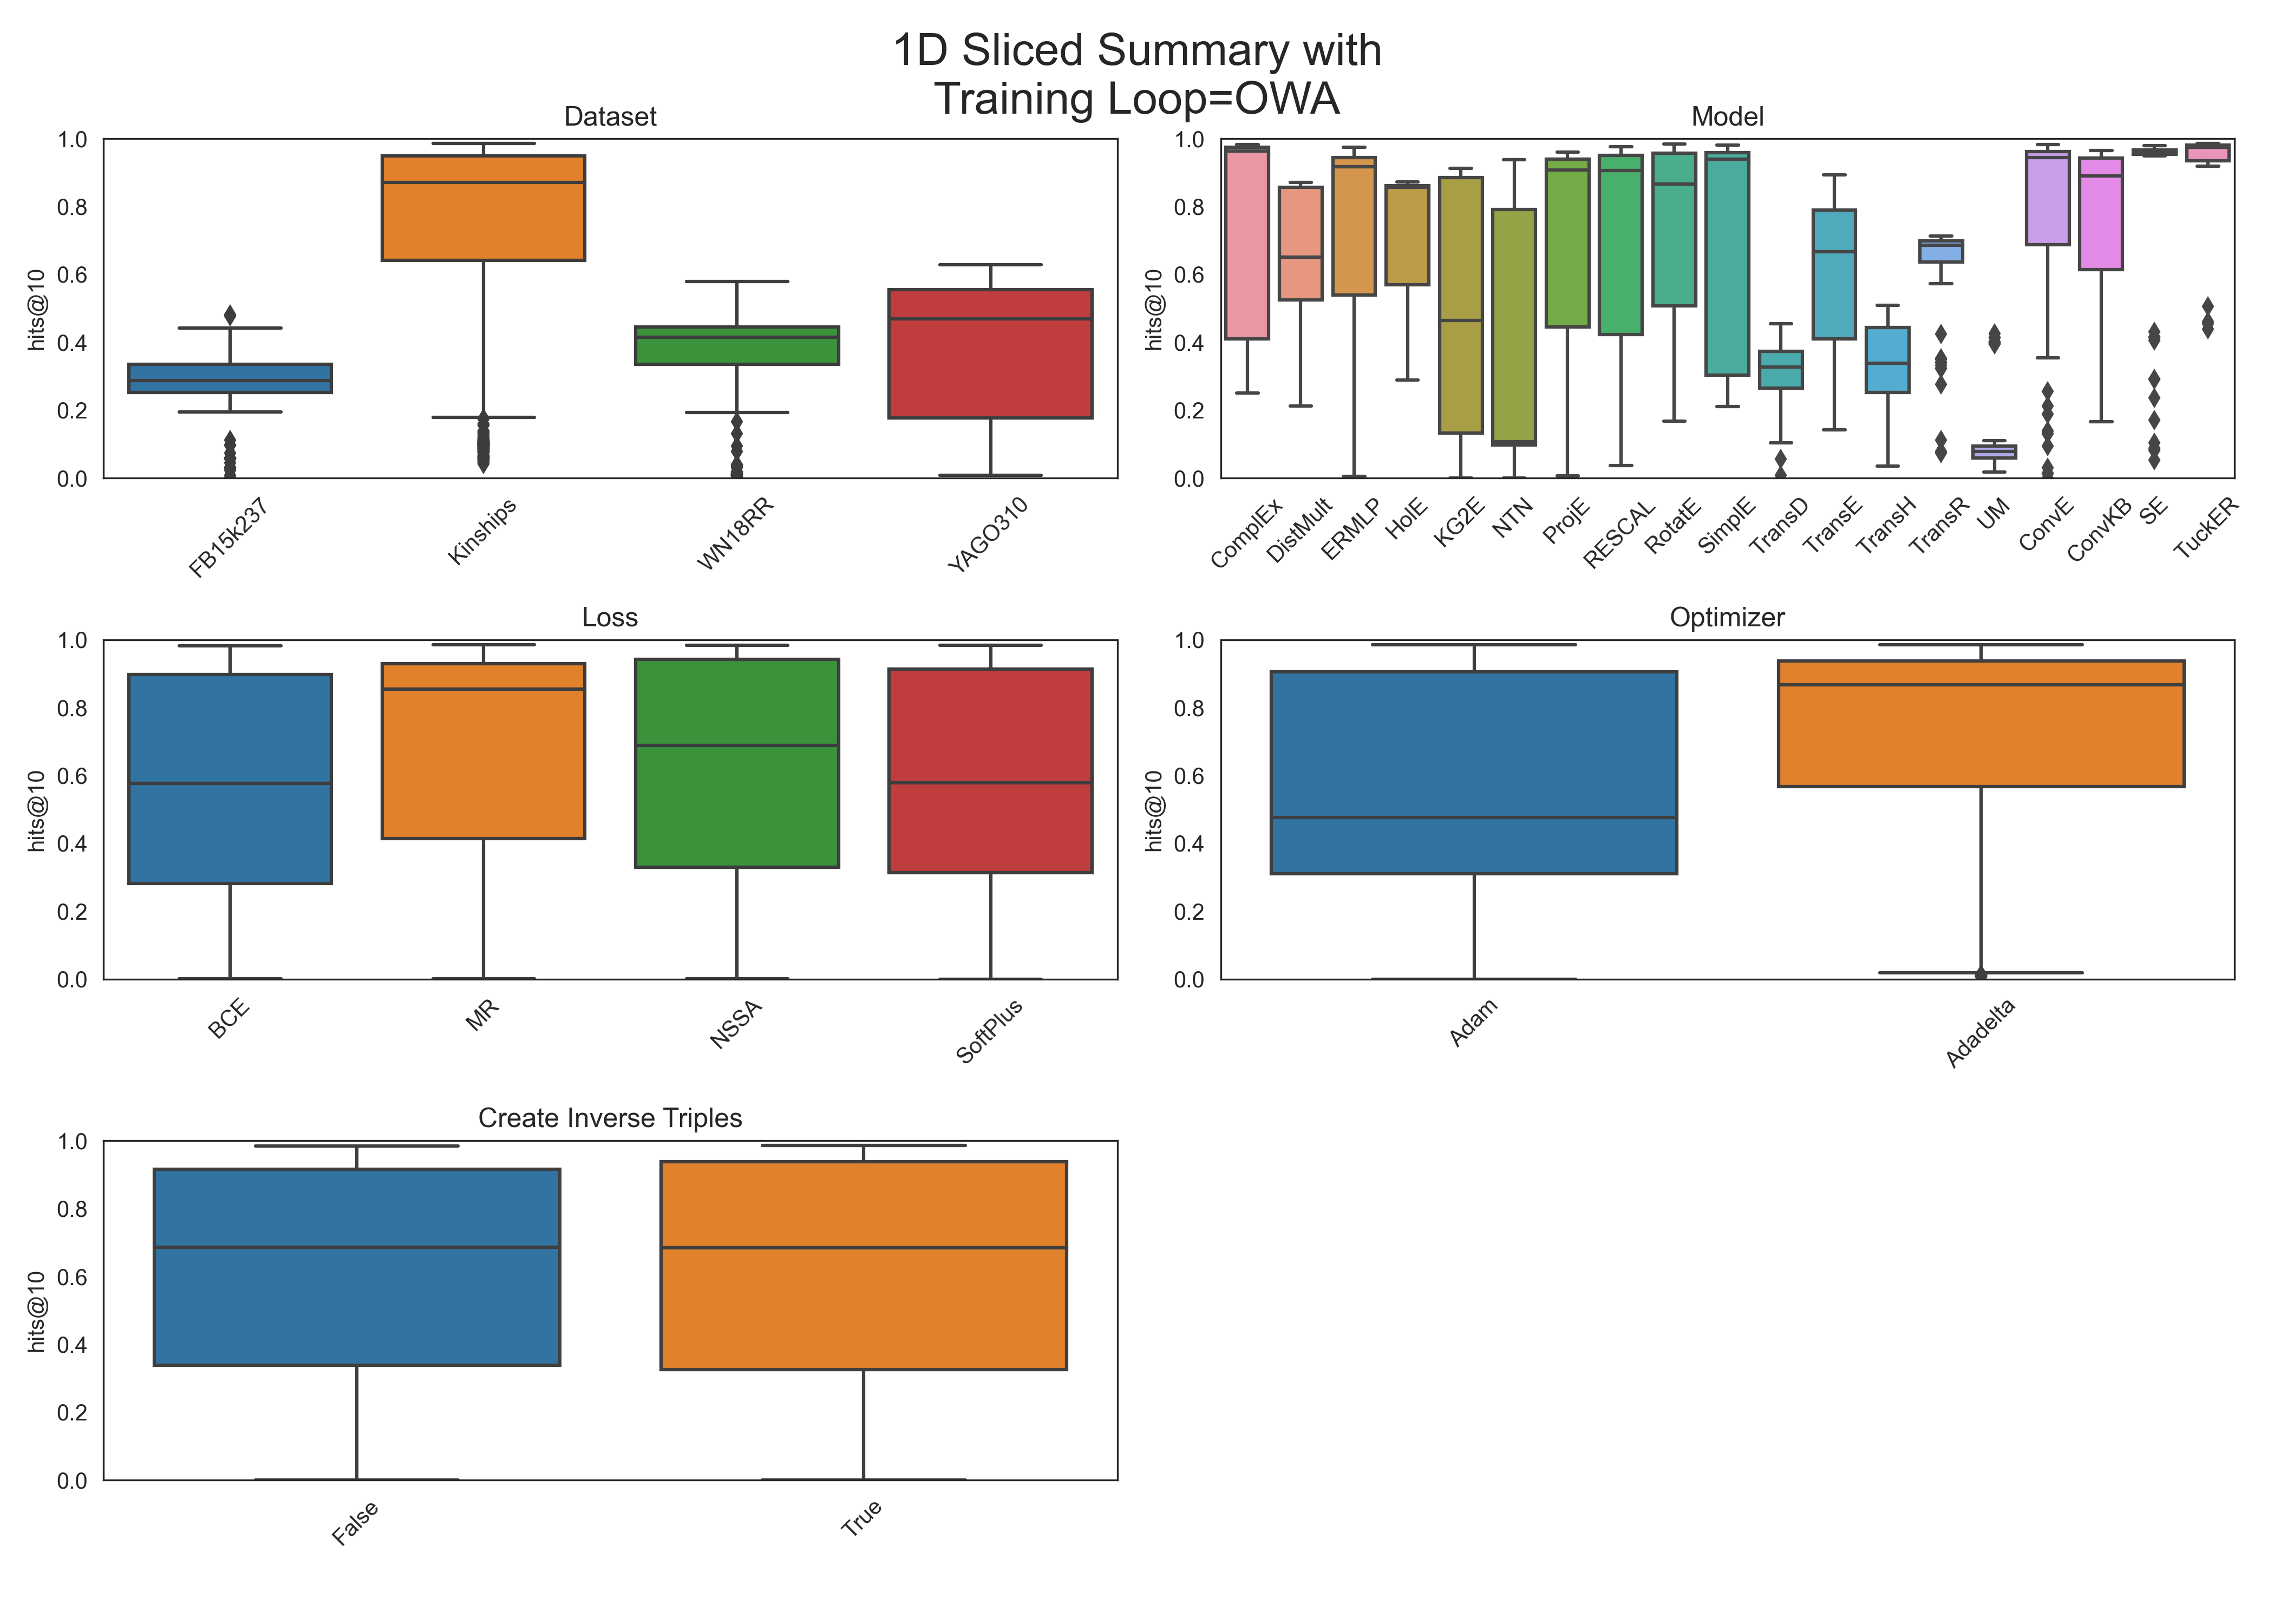 1D Sliced Summary with
Training Loop=OWA
Dataset
hits@10
1.0
0.8
0.6
0.4
0.2
0.0
FB15k237
Kinships
WN18RR
YAGO310
Model
hits@10
1.0
0.8
0.6
0.4
0.2
0.0
ComplEx
DistMult
ERMLP
HolE
KG2E
NTN
ProjE
RESCAL
RotatE
SimplE
TransD
TransE
TransH
TransR
UM
ConvE
ConvKB
SE
TuckER
Loss
hits@10
1.0
0.8
0.6
0.4
0.2
0.0
BCE
MR
NSSA
SoftPlus
Optimizer
hits@10
1.0
0.8
0.6
0.4
0.2
0.0
Adam
Adadelta
Create Inverse Triples
hits@10
1.0
0.8
0.6
0.4
0.2
0.0
False
True